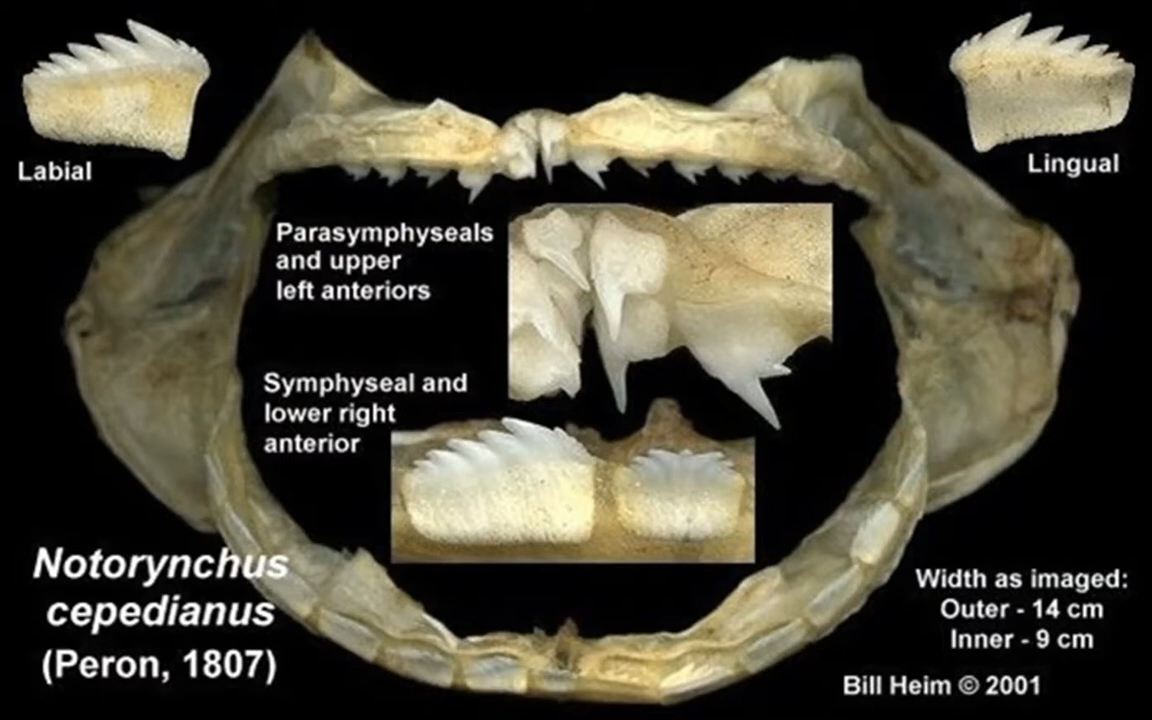 Labial
Lingual
Parasymphyseals
and upper
left anteriors
Symphyseal and
lower right
anterior
Notorynchus
cepedianus
(Peron, 1807)
Width as imaged:
Outer - 14 cm
Inner - 9 cm
Bill Heim © 2001